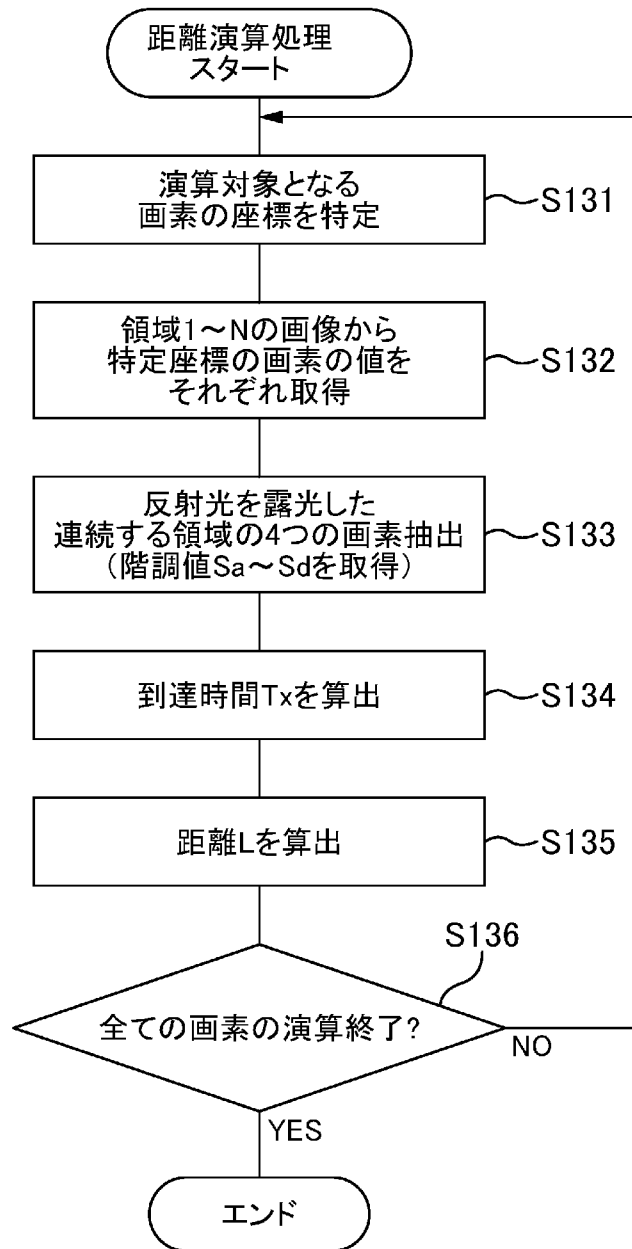 距離演算処理
スタート
演算対象となる
画素の座標を特定
S131
領域1～Nの画像から
特定座標の画素の値を
それぞれ取得
S132
反射光を露光した
連続する領域の4つの画素抽出
(階調値Sa～Sdを取得)
S133
到達時間Txを算出
S134
距離Lを算出
S135
S136
全ての画素の演算終了?
NO
YES
エンド